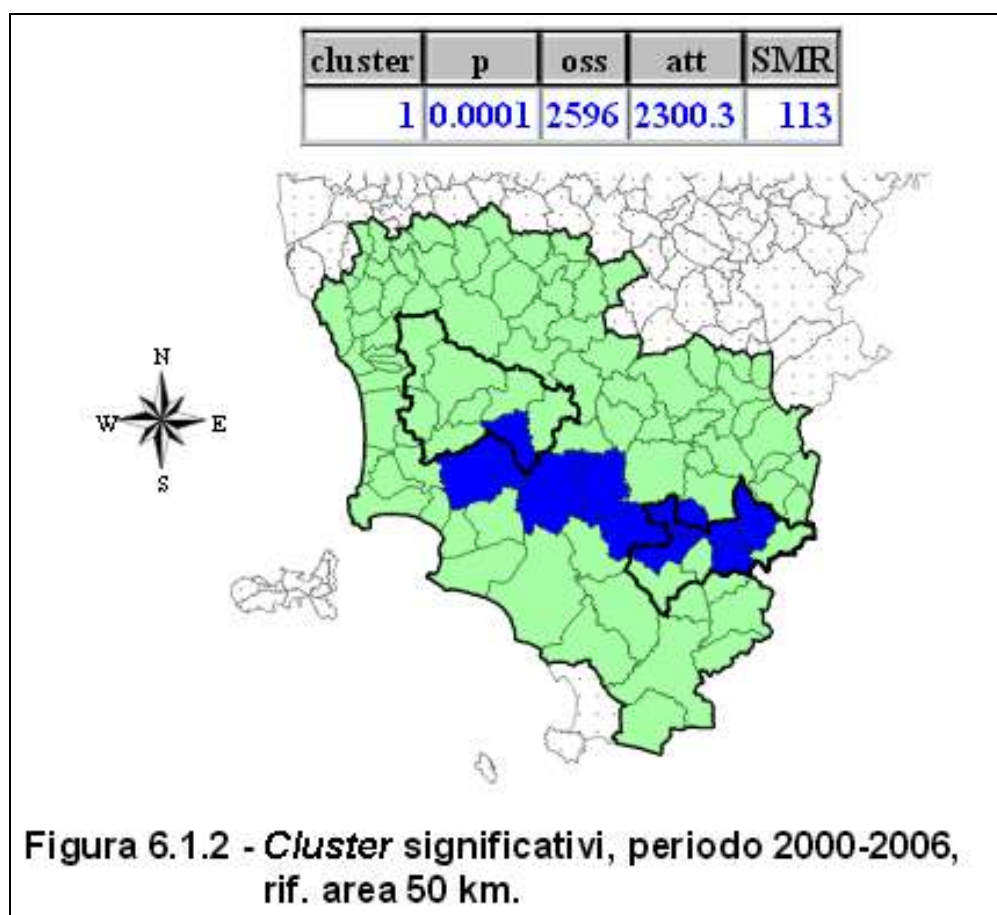 cluster p oss att SMR
1 0.0001 2596 2300.3 113
N
W E
S
Figura 6.1.2 - Cluster significativi, periodo 2000-2006,
rif. area 50 km.